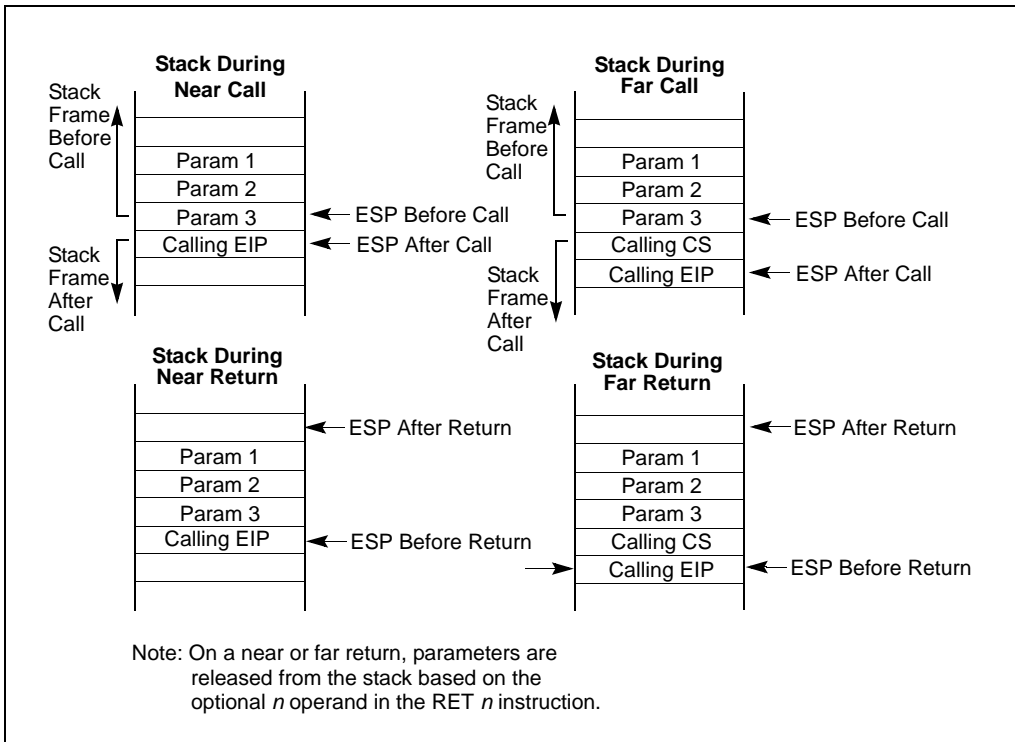 Stack During
Near Call
Stack
Frame
Before
Call
Param 1
Param 2
Param 3
ESP Before Call
Calling EIP
ESP After Call
Stack
Frame
After
Call
Stack During
Far Call
Stack
Frame
Before
Call
Param 1
Param 2
Param 3
ESP Before Call
Calling CS
Calling EIP
ESP After Call
Stack
Frame
After
Call
Stack During
Near Return
ESP After Return
Param 1
Param 2
Param 3
Calling EIP
ESP Before Return
Stack During
Far Return
ESP After Return
Param 1
Param 2
Param 3
Calling CS
Calling EIP
ESP Before Return
Note: On a near or far return, parameters are
released from the stack based on the
optional n operand in the RET n instruction.